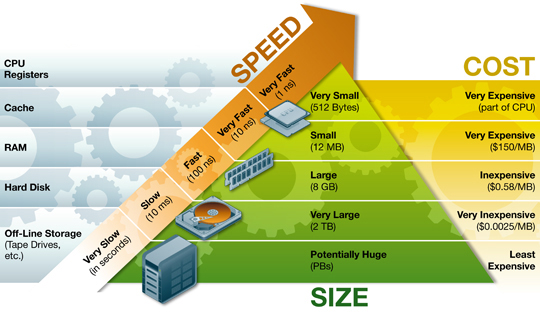 SPEED
COST
CPU
Registers
Very Fast
(1 ns)
Very Small
(512 Bytes)
Very Expensive
(part of CPU)
Cache
Very Fast
(10 ns)
Small
(12 MB)
Very Expensive
($150/MB)
RAM
Fast
(100 ns)
Large
(8 GB)
Inexpensive
($0.58/MB)
Hard Disk
Slow
(10 ms)
Very Large
(2 TB)
Very Inexpensive
($0.0025/MB)
Off-Line Storage
(Tape Drives,
etc.)
Very Slow
(in seconds)
Potentially Huge
(PBs)
Least
Expensive
SIZE